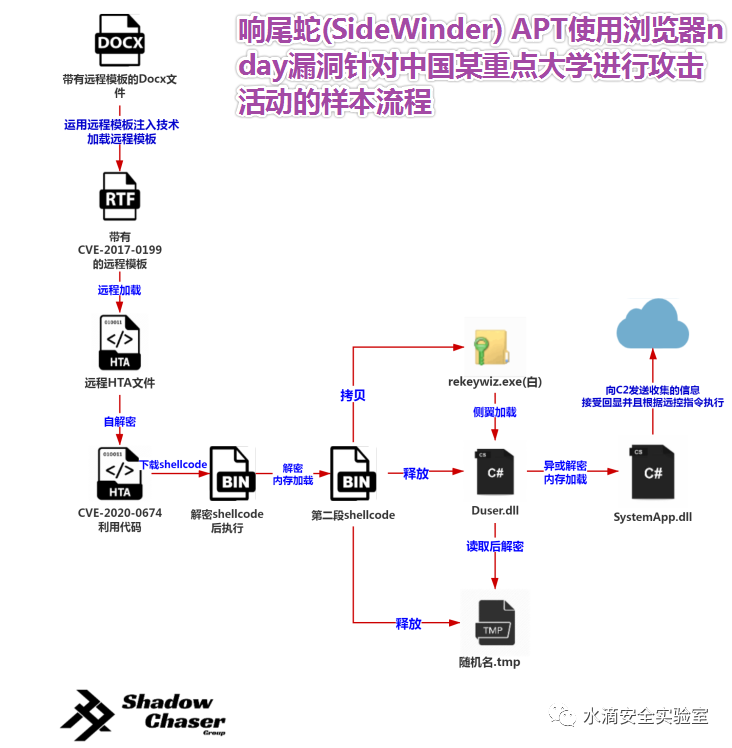 响尾蛇(SideWinder) APT使用浏览器n
day漏洞针对中国某重点大学进行攻击
活动的样本流程
DOCX
带有远程模板的Docx文
件
运用远程模板注入技术
加载远程模板
RTF
带有
CVE-2017-0199
的远程模板
远程加载
010011
</>
HTA
远程HTA文件
自解密
010011
</>
HTA
CVE-2020-0674
利用代码
下载shellcode
BIN
解密shellcode
后执行
解密
内存加载
BIN
第二段shellcode
拷贝
rekeywiz.exe(白)
侧翼加载
释放
CS
C#
Duser.dll
异或解密
内存加载
CS
C#
SystemApp.dll
向C2发送收集的信息
接受回显并且根据远控指令执行
读取后解密
释放
TMP
随机名.tmp
Shadow
Chaser
Group
水滴安全实验室